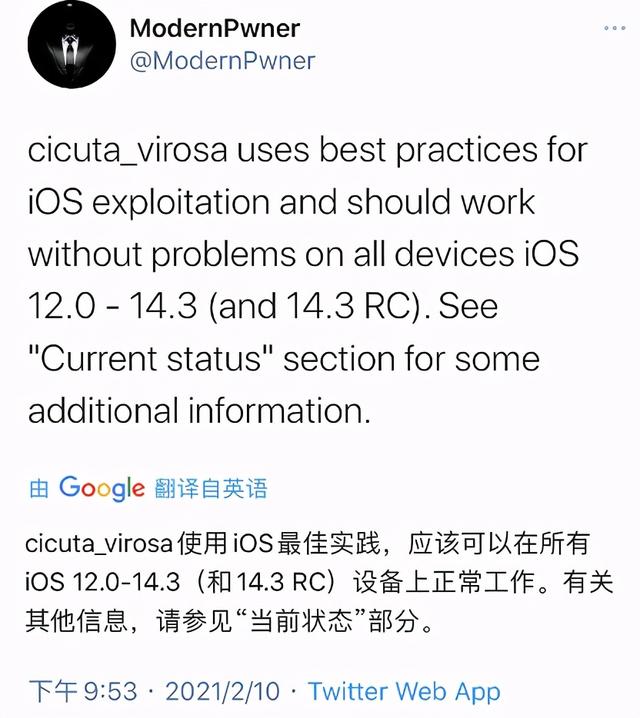 ModernPwner
@ModernPwner
cicuta_virosa uses best practices for
iOS exploitation and should work
without problems on all devices iOS
12.0 - 14.3 (and 14.3 RC). See
"Current status" section for some
additional information.
由 Google 翻译自英语
cicuta_virosa使用iOS最佳实践，应该可以在所有
iOS 12.0-14.3（和14.3 RC）设备上正常工作。有关
其他信息，请参见“当前状态”部分。
下午9:53 · 2021/2/10 · Twitter Web App